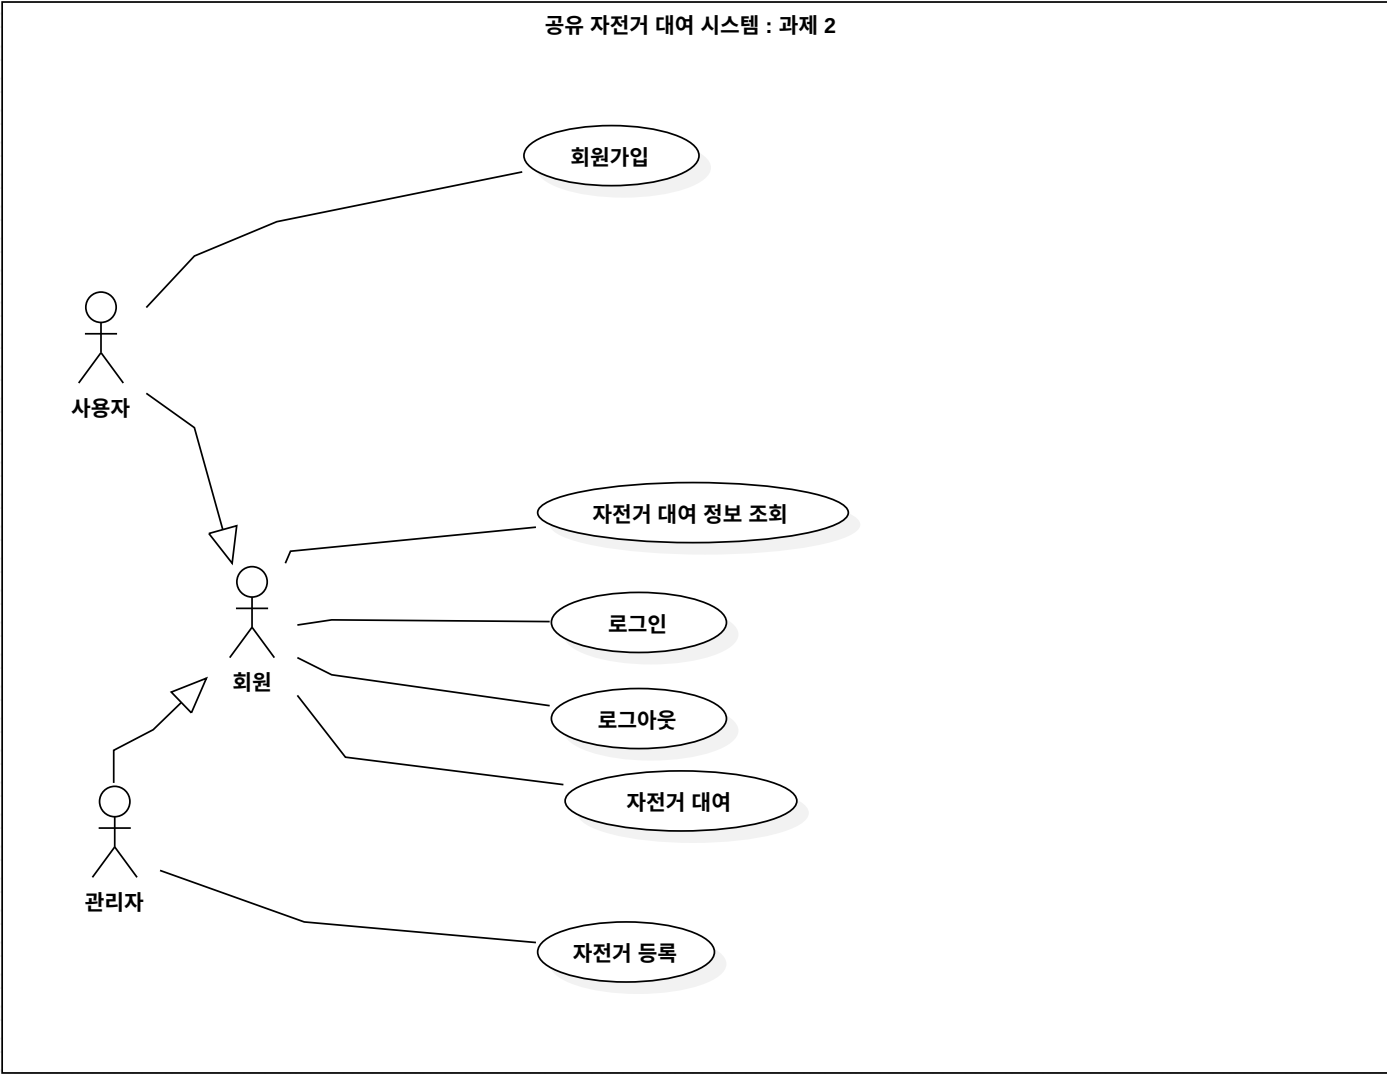 공유 자전거 대여 시스템 : 과제 2
회원가입
사용자
자전거 대여 정보 조회
로그인
회원
로그아웃
자전거 대여
관리자
자전거 등록